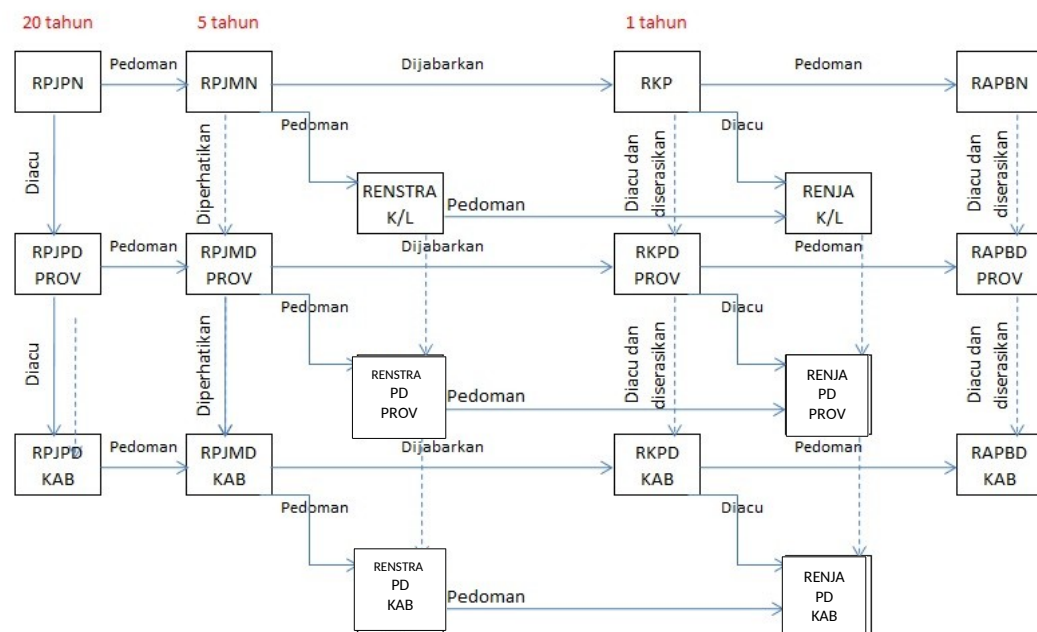 20 tahun
5 tahun
1 tahun
RPJPN
Pedoman
RPJMN
Dijabarkan
RKP
Pedoman
RAPBN
Diacu
Diperhatikan
Pedoman
Diacu dan
diserasikan
Diacu
Diacu dan
diserasikan
RENSTRA
K/L
Pedoman
RENJA
K/L
RPJPD
PROV
Pedoman
RPJMD
PROV
Dijabarkan
RKPD
PROV
Pedoman
RAPBD
PROV
Diacu
Diperhatikan
Pedoman
Diacu dan
diserasikan
Diacu
Diacu dan
diserasikan
RENSTRA
PD
PROV
Pedoman
RENJA
PD
PROV
RPJPD
KAB
Pedoman
RPJMD
KAB
Dijabarkan
RKPD
KAB
Pedoman
RAPBD
KAB
Pedoman
Diacu
RENSTRA
PD
KAB
Pedoman
RENJA
PD
KAB